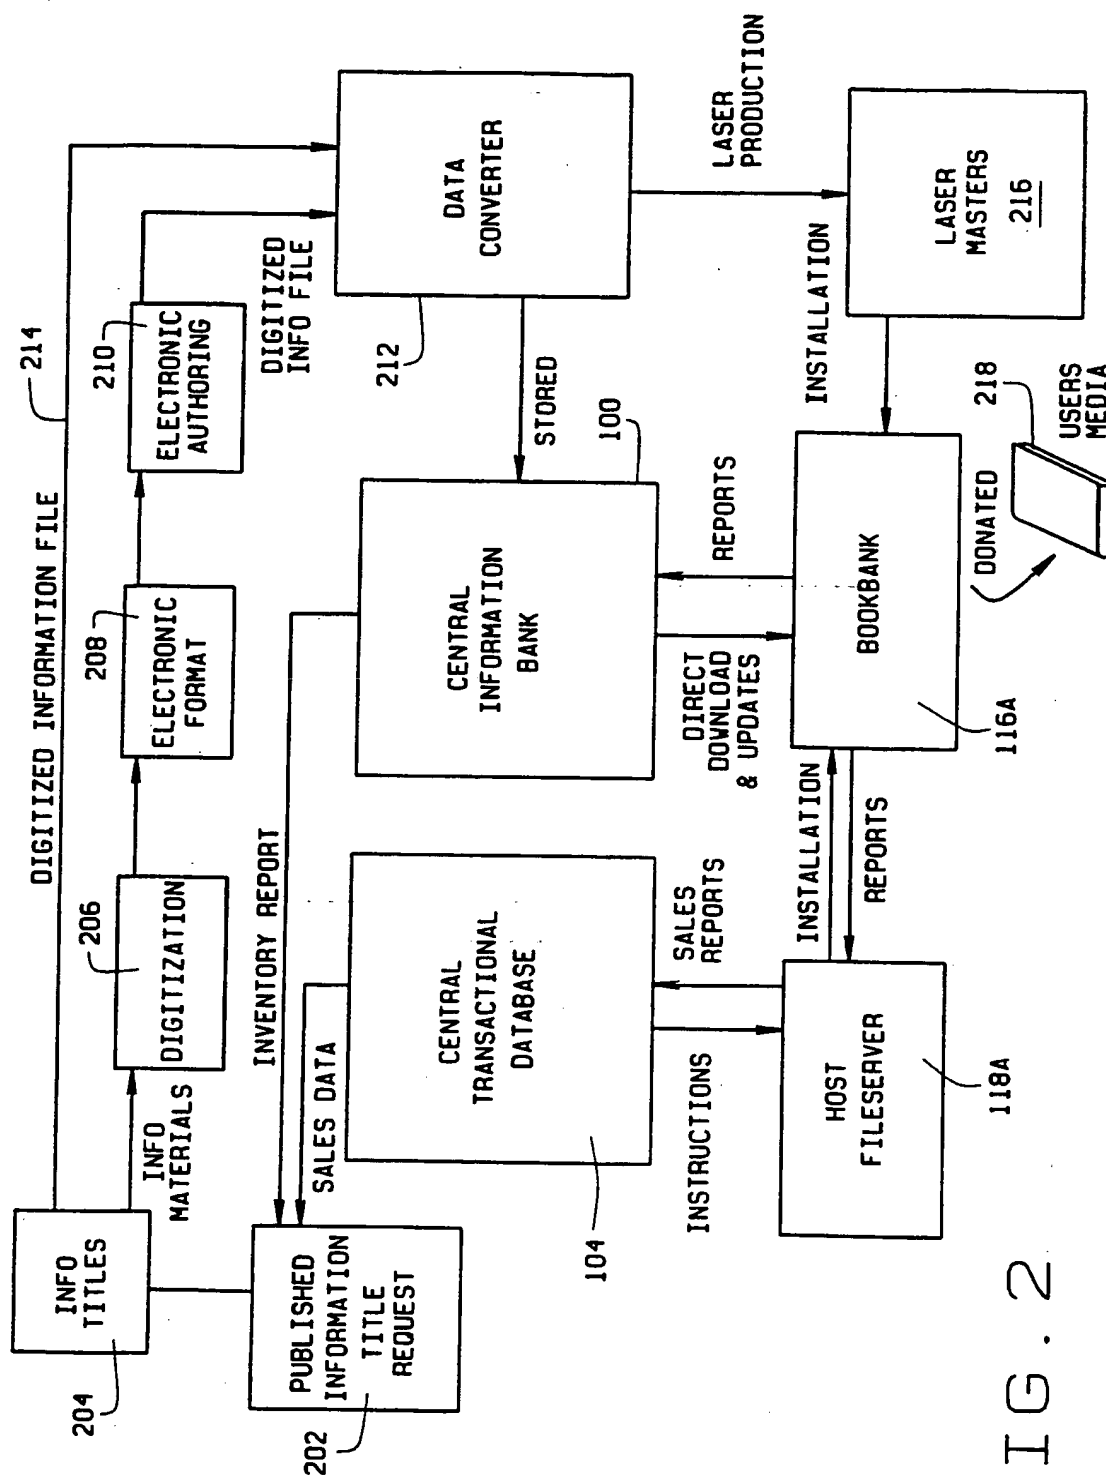 204
INFO
TITLES
DIGITIZED INFORMATION FILE
214
INFO
MATERIALS
206
DIGITIZATION
208
ELECTRONIC
FORMAT
210
ELECTRONIC
AUTHORING
DIGITIZED
INFO FILE
202
PUBLISHED
INFORMATION
TITLE
REQUEST
INVENTORY REPORT
SALES DATA
104
CENTRAL
TRANSACTIONAL
DATABASE
CENTRAL
INFORMATION
BANK
100
STORED
212
DATA
CONVERTER
INSTRUCTIONS
SALES
REPORTS
DIRECT
DOWNLOAD
& UPDATES
REPORTS
LASER
PRODUCTION
HOST
FILESERVER
118A
INSTALLATION
REPORTS
BOOKBANK
116A
INSTALLATION
LASER
MASTERS
216
DONATED
218
USERS
MEDIA
IG. 2